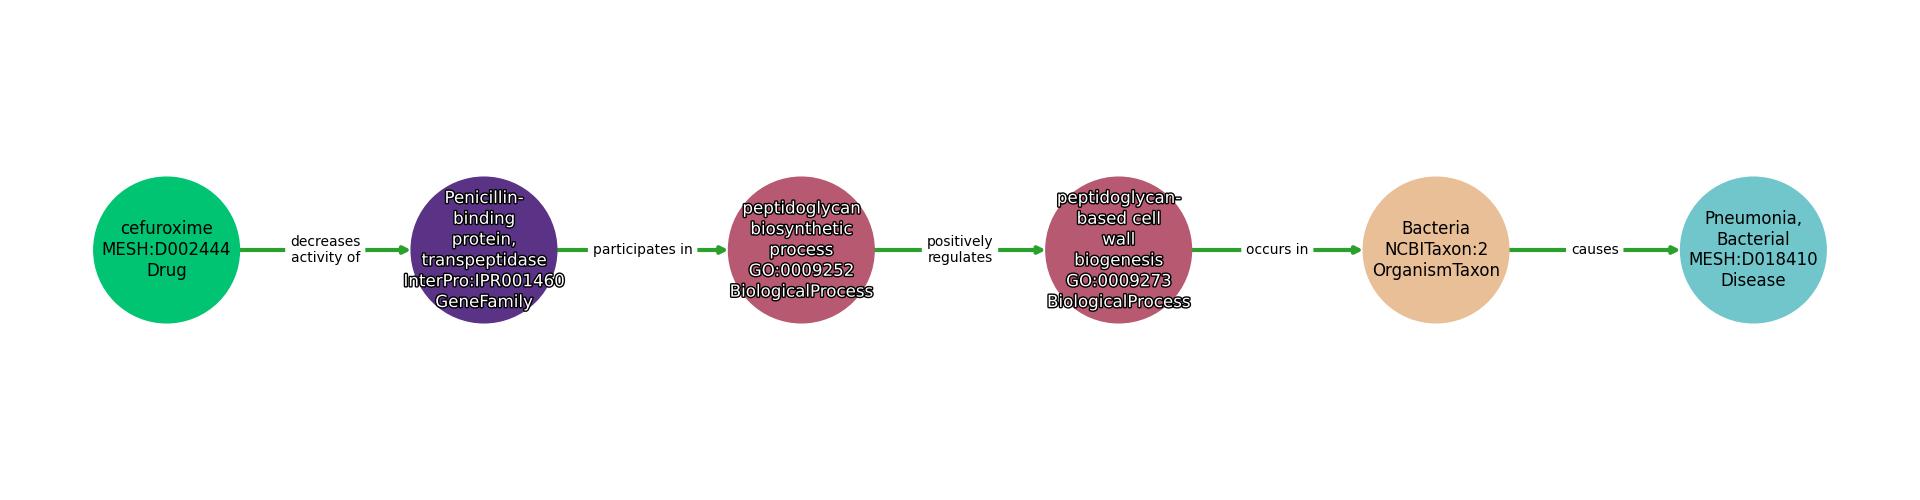 cefuroxime
MESH:D002444
Drug
decreases
activity of
Penicillin-
binding
protein,
transpeptidase
InterPro:IPR001460
GeneFamily
participates in
peptidoglycan
biosynthetic
process
GO:0009252
BiologicalProcess
positively
regulates
peptidoglycan-
based cell
wall
biogenesis
GO:0009273
BiologicalProcess
occurs in
Bacteria
NCBITaxon:2
OrganismTaxon
causes
Pneumonia,
Bacterial
MESH:D018410
Disease